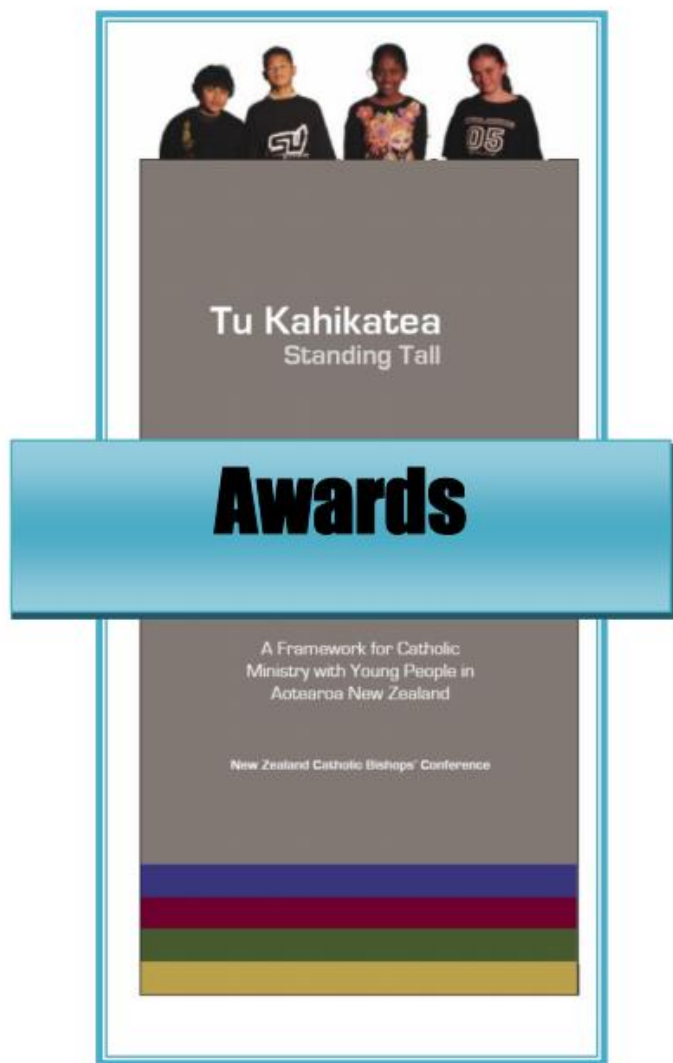 05
Tu Kahikatea
Standing Tall
Awards
A Framework for Catholic
Ministry with Young People in
Aotearoa New Zealand
New Zealand Catholic Bishops' Conference